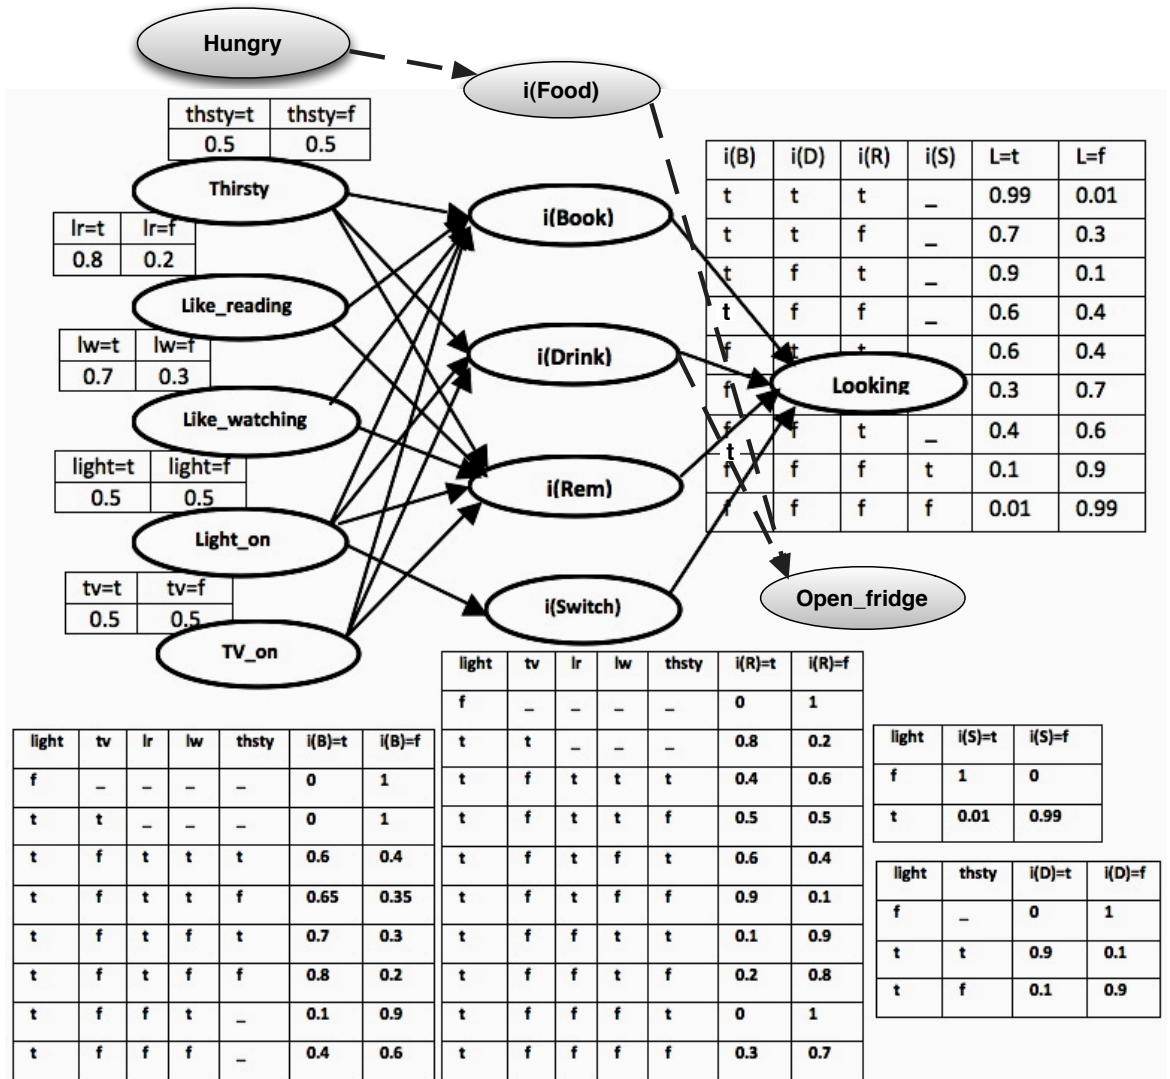 Hungry
i(Food)
thsty=t thsty=f
0.5 0.5
Thirsty
lr=t lr=f
0.8 0.2
Like_reading
lw=t lw=f
0.7 0.3
Like_watching
light=t light=f
0.5 0.5
Light_on
tv=t tv=f
0.5 0.5
TV_on
i(Book)
i(Drink)
i(Rem)
i(Switch)
Looking
Open_fridge
i(B) i(D) i(R) i(S) L=t L=f
t t t _ 0.99 0.01
t t f _ 0.7 0.3
t f t _ 0.9 0.1
t f f _ 0.6 0.4
f t t 0.6 0.4
f 0.3 0.7
f f t _ 0.4 0.6
t
f f f t 0.1 0.9
f f f f 0.01 0.99
light tv lr lw thsty i(B)=t i(B)=f
f _ _ _ _ 0 1
t t _ _ _ 0 1
t f t t t 0.6 0.4
t f t t f 0.65 0.35
t f t f t 0.7 0.3
t f t f f 0.8 0.2
t f f t _ 0.1 0.9
t f f f _ 0.4 0.6
light tv lr lw thsty i(R)=t i(R)=f
f _ _ _ _ 0 1
t t _ _ _ 0.8 0.2
t f t t t 0.4 0.6
t f t t f 0.5 0.5
t f t f t 0.6 0.4
t f t f f 0.9 0.1
t f f t t 0.1 0.9
t f f t f 0.2 0.8
t f f f t 0 1
t f f f f 0.3 0.7
light i(S)=t i(S)=f
f 1 0
t 0.01 0.99
light thsty i(D)=t i(D)=f
f _ 0 1
t t 0.9 0.1
t f 0.1 0.9